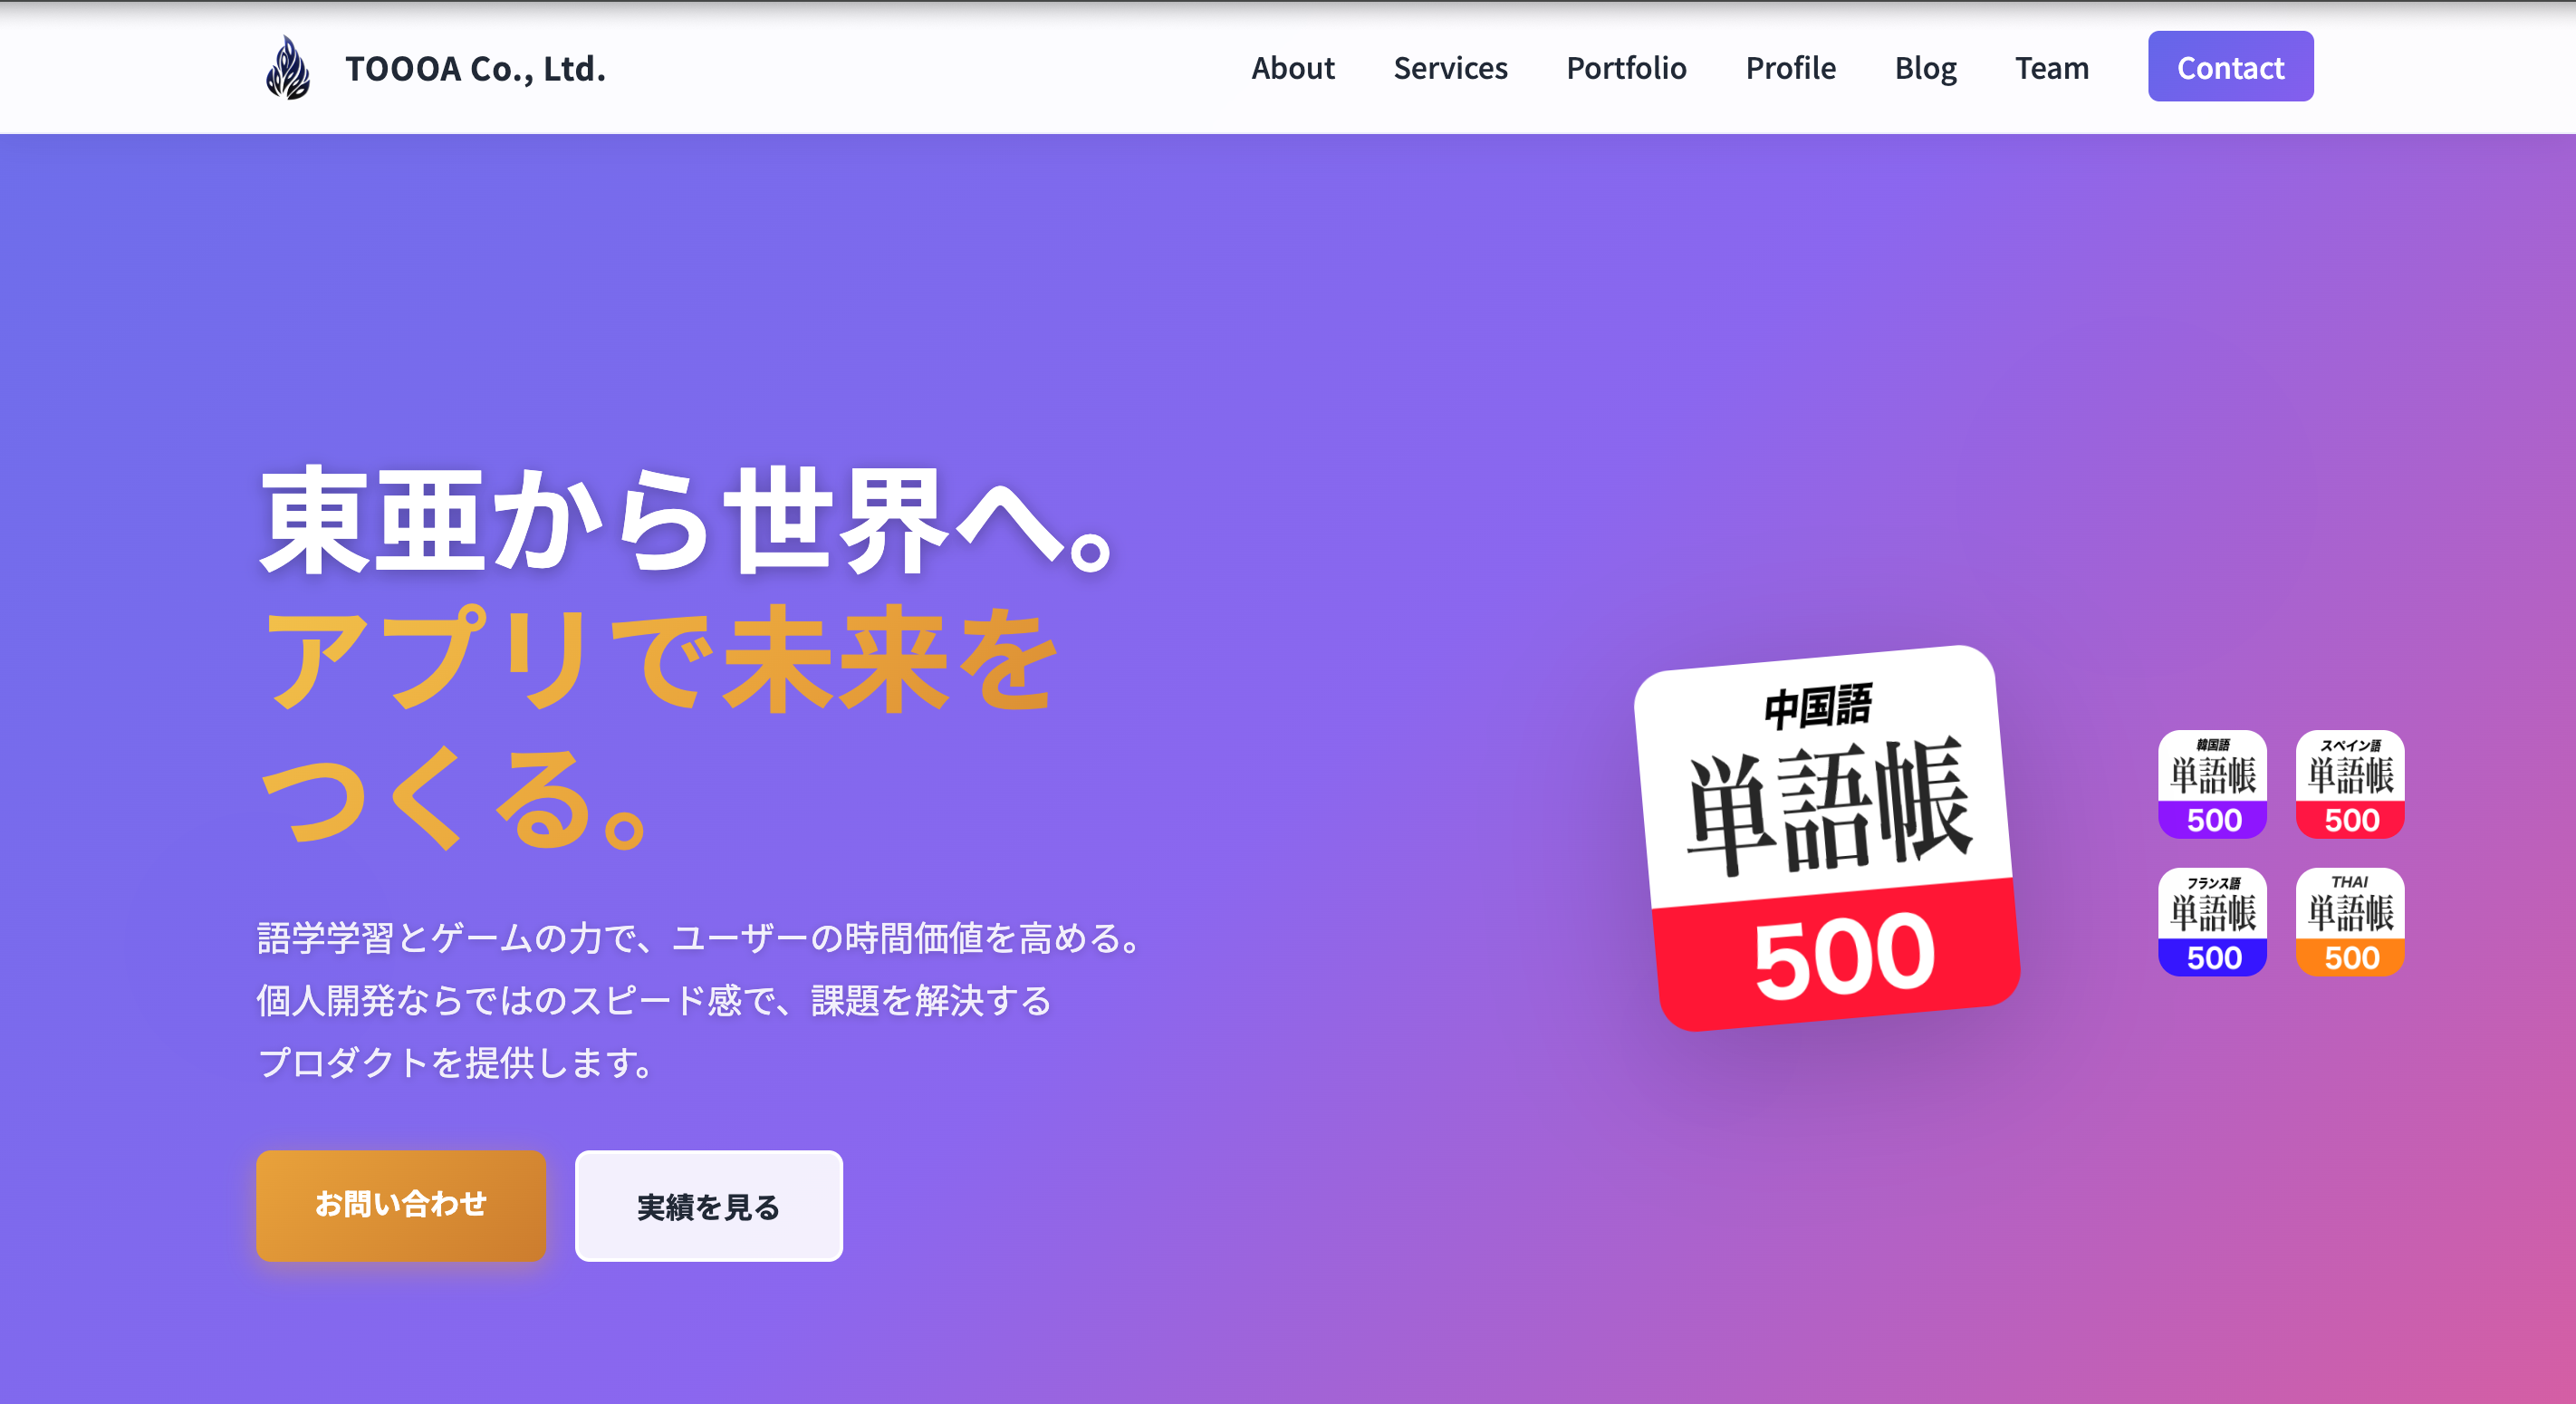 TOOOA Co., Ltd.
About Services Portfolio Profile Blog Team Contact
東亜から世界へ。
アプリで未来を
つくる。
語学学習とゲームの力で、ユーザーの時間価値を高める。
個人開発ならではのスピード感で、課題を解決する
プロダクトを提供します。
お問い合わせ
実績を見る
中国語
単語帳
500
韓国語
単語帳
500
スペイン語
単語帳
500
フランス語
単語帳
500
THAI
単語帳
500